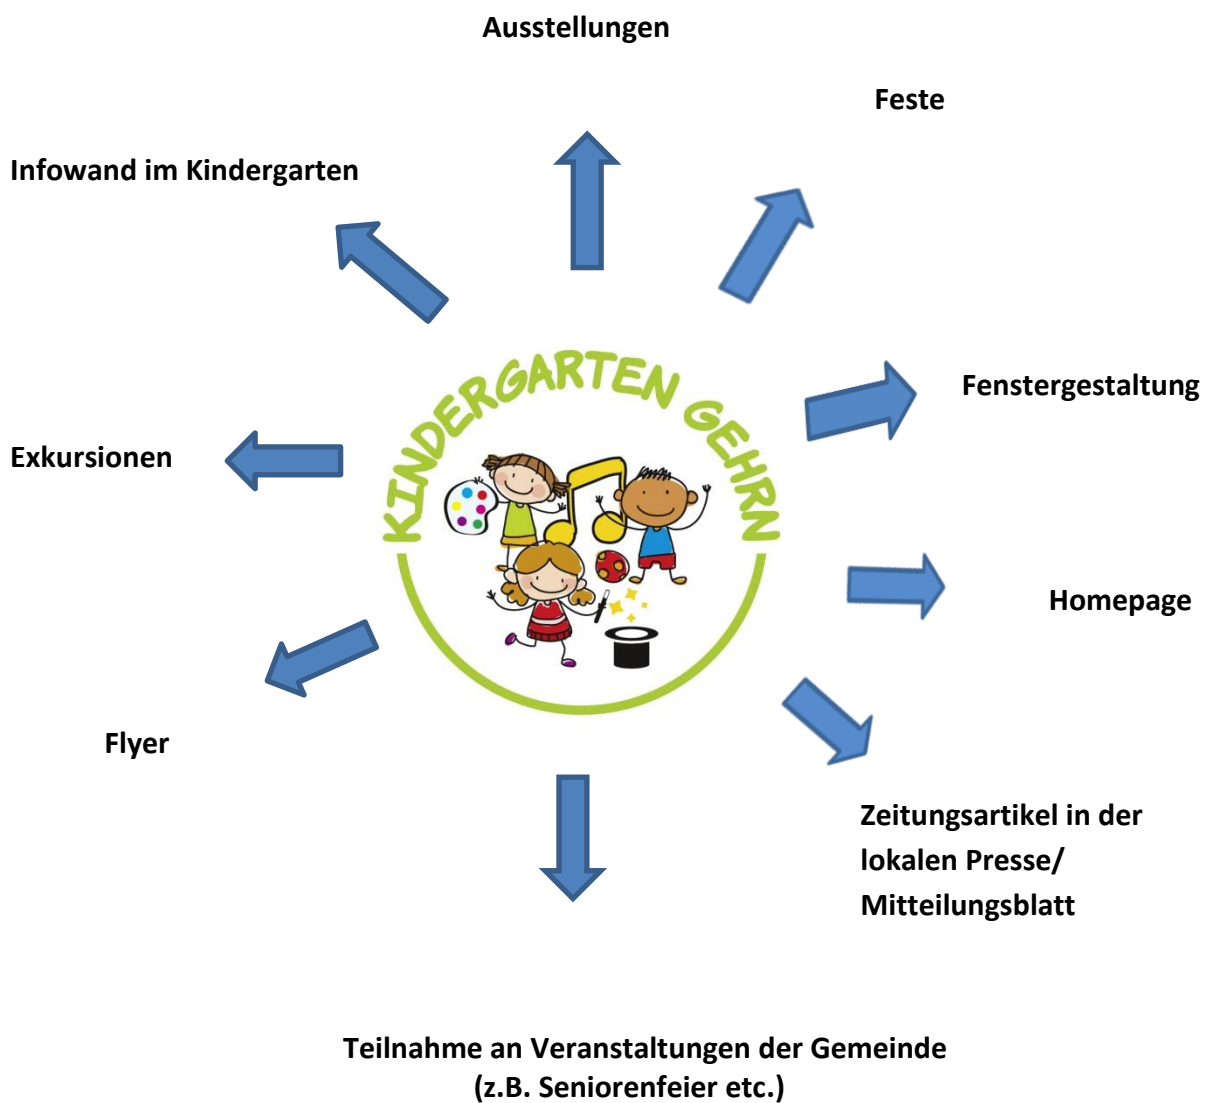 Ausstellungen
Feste
Infowand im Kindergarten
Fenstergestaltung
Exkursionen
KINDERGARTEN GEHRN
Homepage
Flyer
Zeitungsartikel in der
lokalen Presse/
Mitteilungsblatt
Teilnahme an Veranstaltungen der Gemeinde
(z.B. Seniorenfeier etc.)